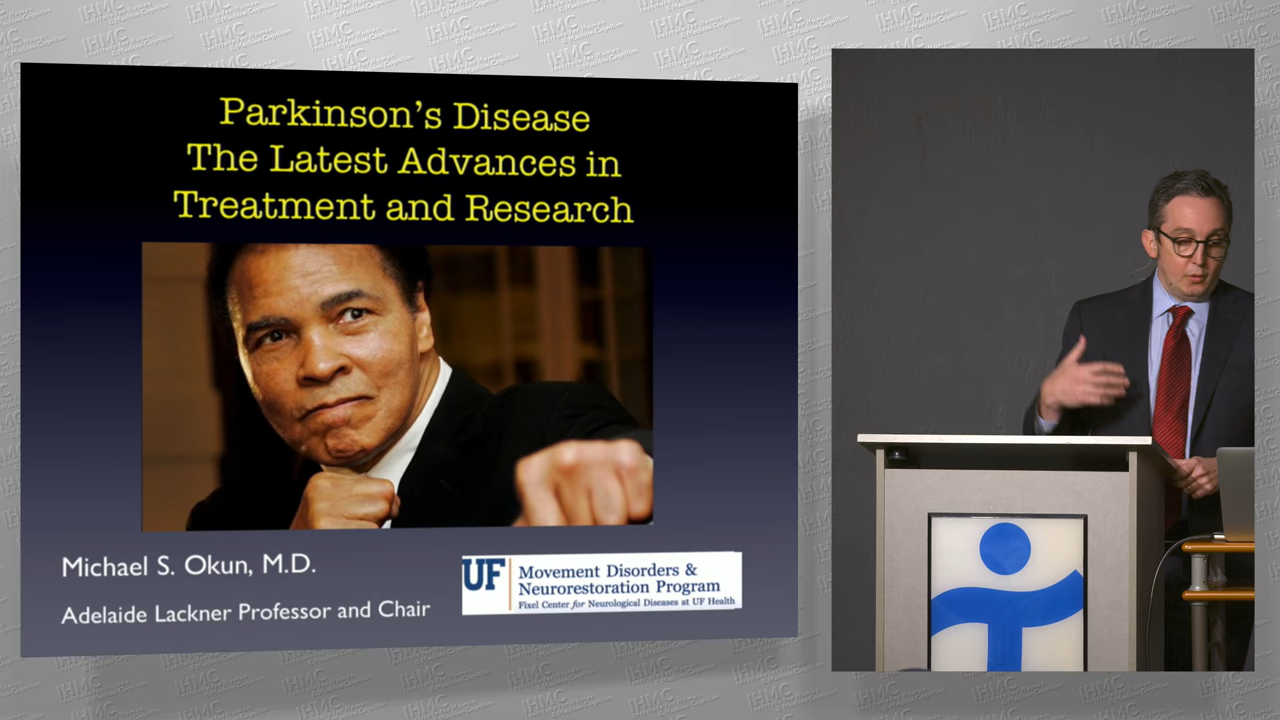 Parkinson's Disease
The Latest Advances in
Treatment and Research
Michael S. Okun, M.D.
Adelaide Lackner Professor and Chair
UF
Movement Disorders &
Neurorestoration Program
Fixel Center for Neurological Diseases at UF Health
IHMC